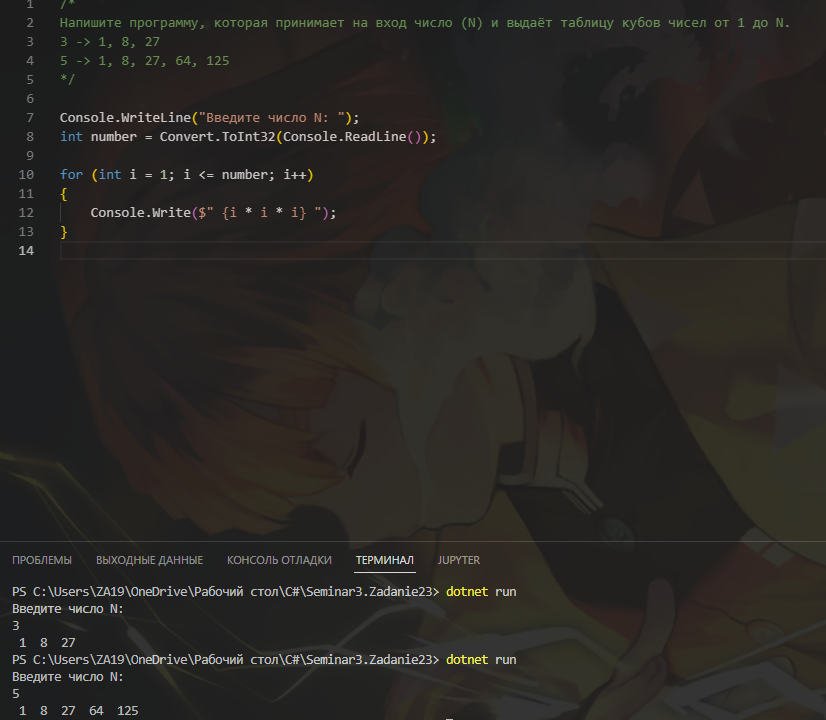 1 /*
2 Напишите программу, которая принимает на вход число (N) и выдаёт таблицу кубов чисел от 1 до N.
3 3 -> 1, 8, 27
4 5 -> 1, 8, 27, 64, 125
5 */
6
7 Console.WriteLine("Введите число N: ");
8 int number = Convert.ToInt32(Console.ReadLine());
9
10 for (int i = 1; i <= number; i++)
11 {
12     Console.Write($" {i * i * i} ");
13 }
14
ПРОБЛЕМЫ ВЫХОДНЫЕ ДАННЫЕ КОНСОЛЬ ОТЛАДКИ ТЕРМИНАЛ JUPYTER
PS C:\Users\ZA19\OneDrive\Рабочий стол\C#\Seminar3.Zadanie23> dotnet run
Введите число N:
3
 1  8  27
PS C:\Users\ZA19\OneDrive\Рабочий стол\C#\Seminar3.Zadanie23> dotnet run
Введите число N:
5
 1  8  27  64  125